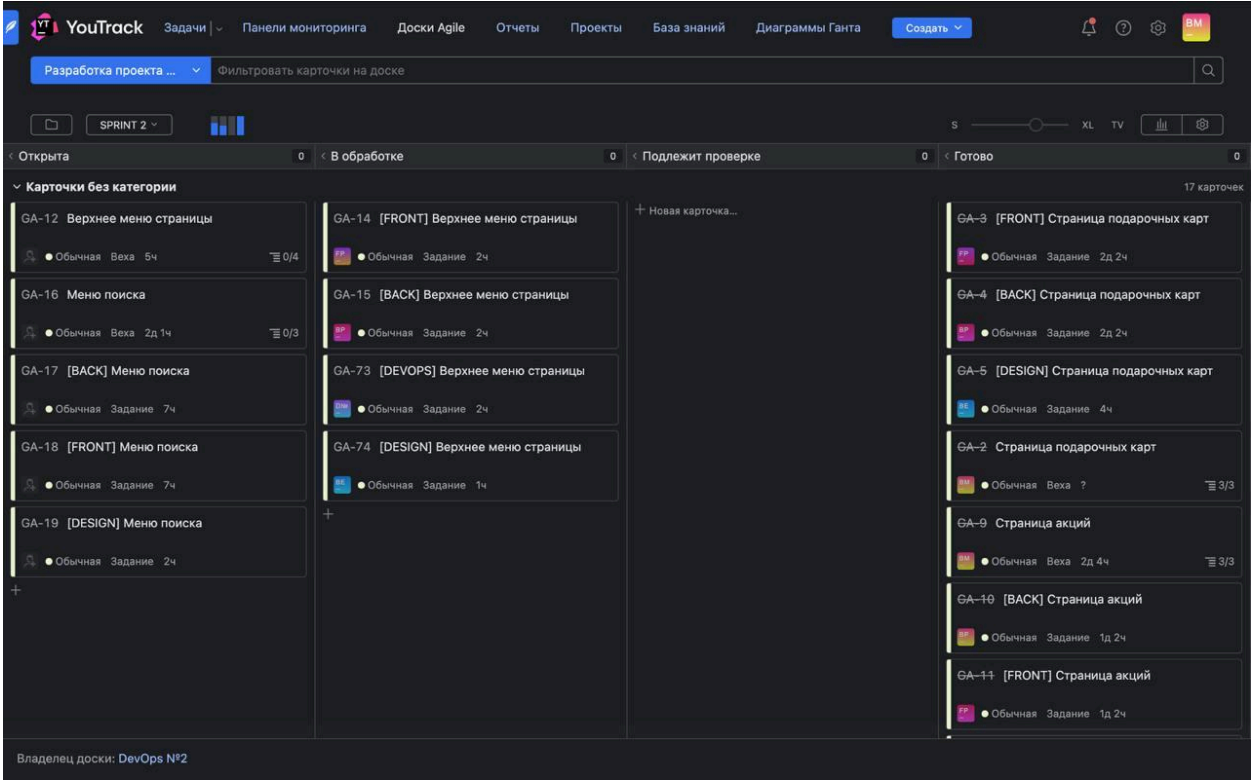 YT YouTrack Задачи Панели мониторинга Доски Agile Отчеты Проекты База знаний Диаграммы Ганта Создать BM
Разработка проекта ... Фильтровать карточки на доске
SPRINT 2 S XL TV
Открыта 0 В обработке 0 Подлежит проверке 0 Готово 0
Карточки без категории 17 карточек
GA-12 Верхнее меню страницы
Обычная Веха 5ч 0/4
GA-16 Меню поиска
Обычная Веха 2д 1ч 0/3
GA-17 [BACK] Меню поиска
Обычная Задание 7ч
GA-18 [FRONT] Меню поиска
Обычная Задание 7ч
GA-19 [DESIGN] Меню поиска
Обычная Задание 2ч
+
GA-14 [FRONT] Верхнее меню страницы
FP Обычная Задание 2ч
GA-15 [BACK] Верхнее меню страницы
BP Обычная Задание 2ч
GA-73 [DEVOPS] Верхнее меню страницы
Обычная Задание 2ч
GA-74 [DESIGN] Верхнее меню страницы
BE Обычная Задание 1ч
+
+ Новая карточка...
GA-3 [FRONT] Страница подарочных карт
FP Обычная Задание 2д 2ч
GA-4 [BACK] Страница подарочных карт
BP Обычная Задание 2д 2ч
GA-5 [DESIGN] Страница подарочных карт
BE Обычная Задание 4ч
GA-2 Страница подарочных карт
BM Обычная Веха ? 3/3
GA-9 Страница акций
BM Обычная Веха 2д 4ч 3/3
GA-10 [BACK] Страница акций
BP Обычная Задание 1д 2ч
GA-11 [FRONT] Страница акций
FP Обычная Задание 1д 2ч
Владелец доски: DevOps №2